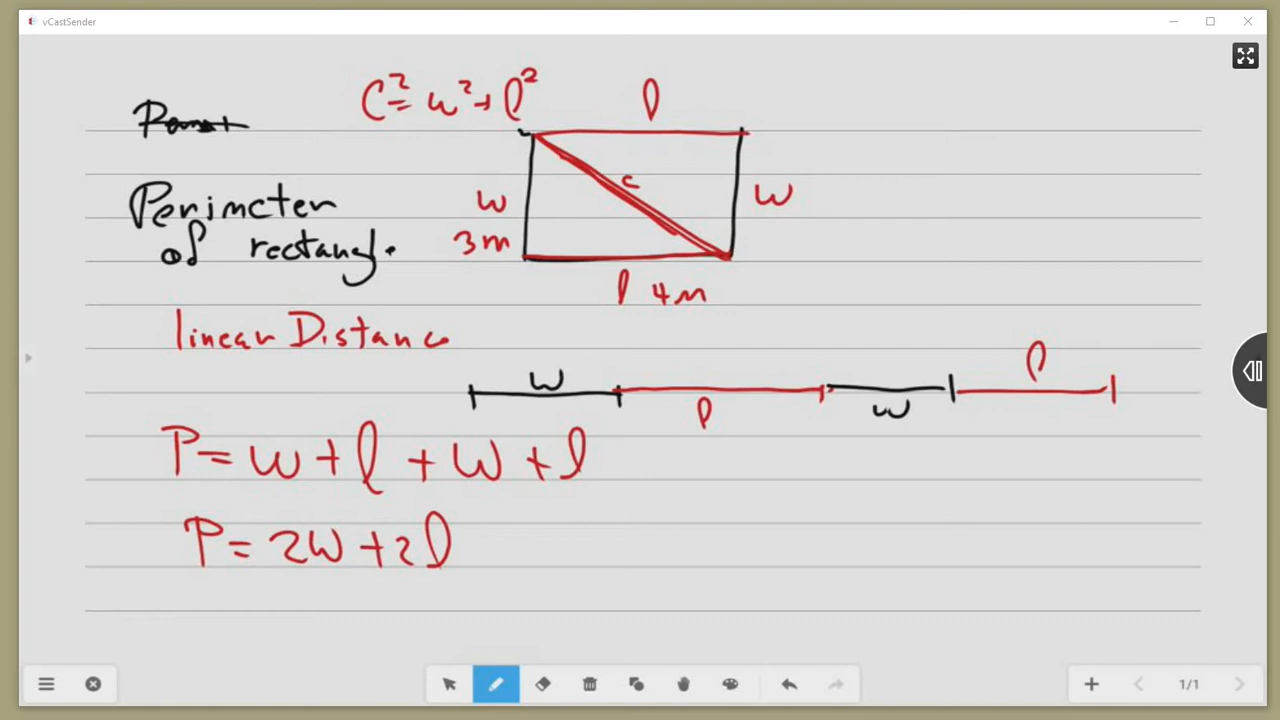 vCastSender
C² = w² + l²
l
Perimeter
of rectangle
c
w
w
3m
l 4m
linear Distance
w
l
w
l
P = w + l + w + l
P = 2w + 2l
1/1